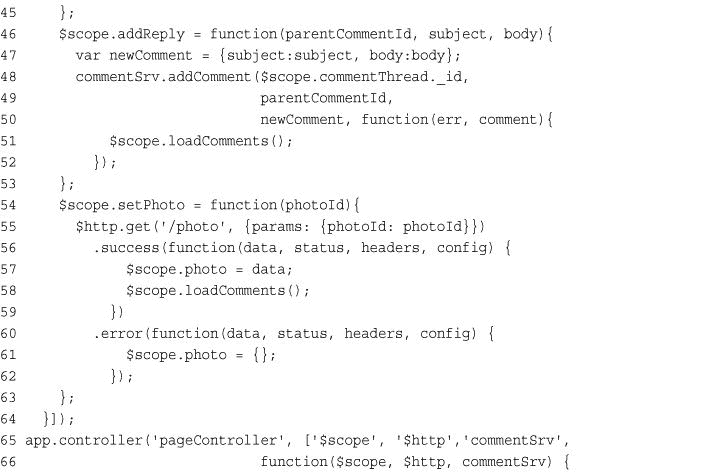 45     };
46     $scope.addReply = function(parentCommentId, subject, body){
47       var newComment = {subject:subject, body:body};
48       commentSrv.addComment($scope.commentThread._id,
49                             parentCommentId,
50                             newComment, function(err, comment){
51           $scope.loadComments();
52         });
53     };
54     $scope.setPhoto = function(photoId){
55       $http.get('/photo', {params: {photoId: photoId}})
56         .success(function(data, status, headers, config) {
57             $scope.photo = data;
58             $scope.loadComments();
59           })
60         .error(function(data, status, headers, config) {
61             $scope.photo = {};
62           });
63     };
64   }]);
65 app.controller('pageController', ['$scope', '$http','commentSrv',
66                             function($scope, $http, commentSrv) {